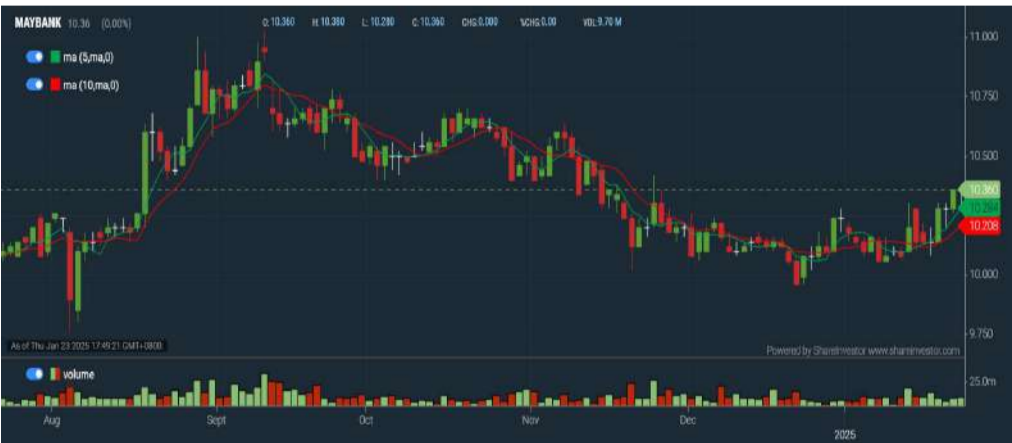 MAYBANK 10.36 (0.00%) O: 10.360 H: 10.380 L: 10.280 C: 10.360 CHG:0.000 %CHG:0.00 VOL:9.70 M
ma (5,ma,0)
ma (10,ma,0)
11.000
10.750
10.500
10.360
10.208
10.000
9.750
As of Thu Jan 23 2025 17:49:21 GMT+0800
Powered by ShareInvestor www.shareinvestor.com
volume
25.0m
Aug Sept Oct Nov Dec 2025